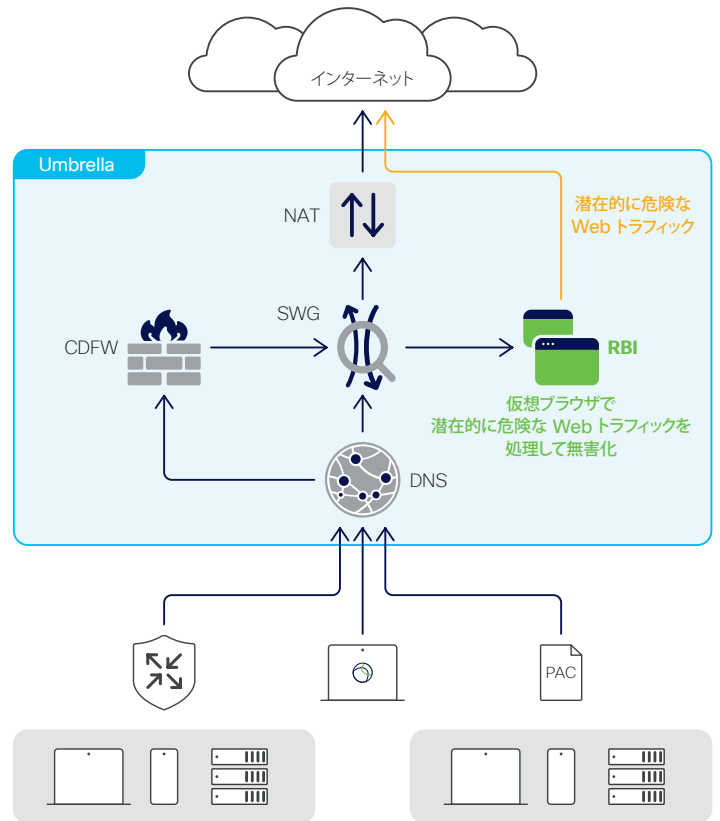 インターネット
Umbrella
NAT
潜在的に危険な
Web トラフィック
SWG
CDFW
RBI
仮想ブラウザで
潜在的に危険な Web トラフィックを
処理して無害化
DNS
PAC